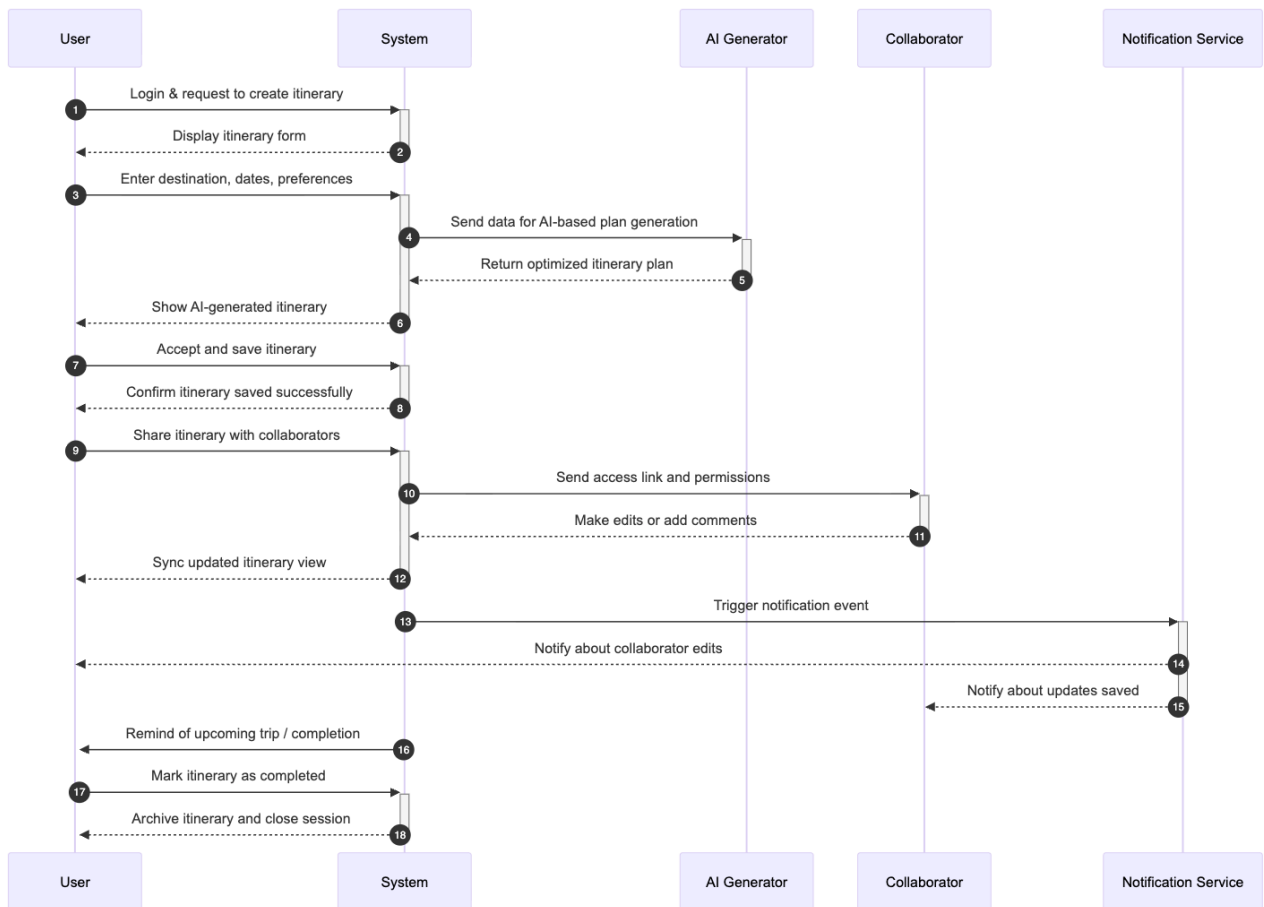 User
System
AI Generator
Collaborator
Notification Service
Login & request to create itinerary
1
Display itinerary form
2
Enter destination, dates, preferences
3
Send data for AI-based plan generation
4
Return optimized itinerary plan
5
Show AI-generated itinerary
6
Accept and save itinerary
7
Confirm itinerary saved successfully
8
Share itinerary with collaborators
9
Send access link and permissions
10
Make edits or add comments
11
Sync updated itinerary view
12
Trigger notification event
13
Notify about collaborator edits
14
Notify about updates saved
15
Remind of upcoming trip / completion
16
Mark itinerary as completed
17
Archive itinerary and close session
18
User
System
AI Generator
Collaborator
Notification Service